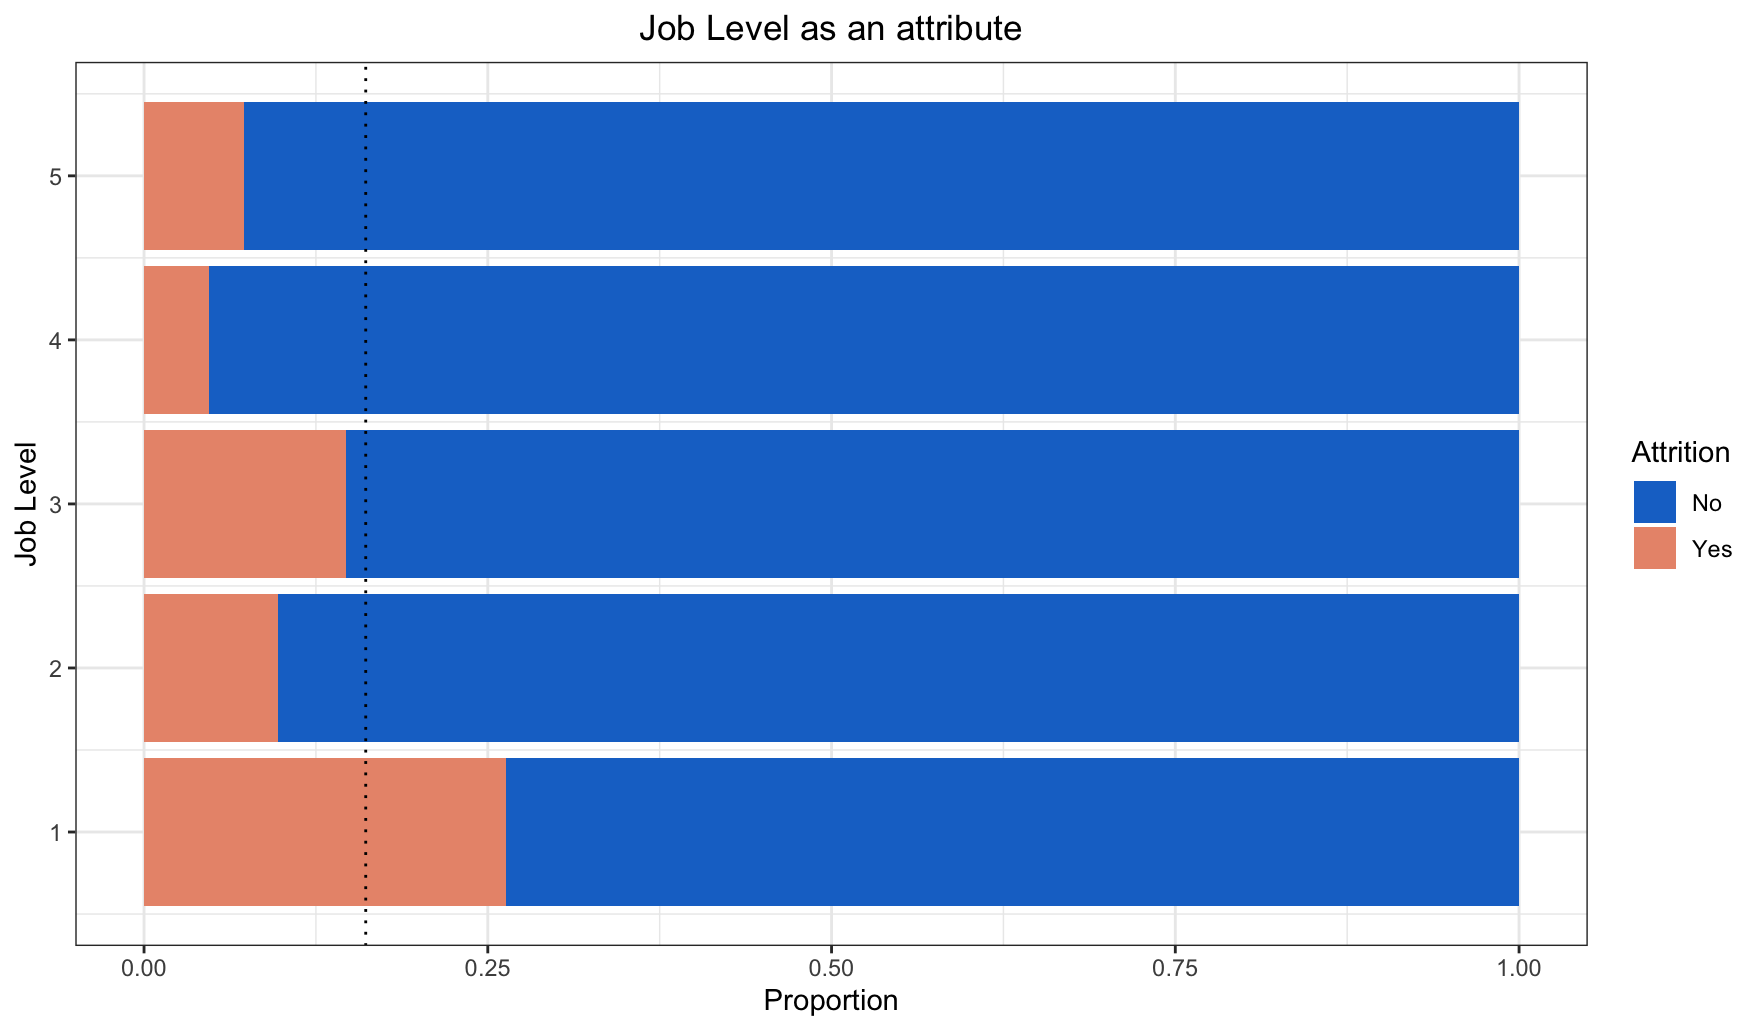 Job Level as an attribute
Job Level
5
4
3
2
1
0.00
0.25
0.50
0.75
1.00
Proportion
Attrition
No
Yes